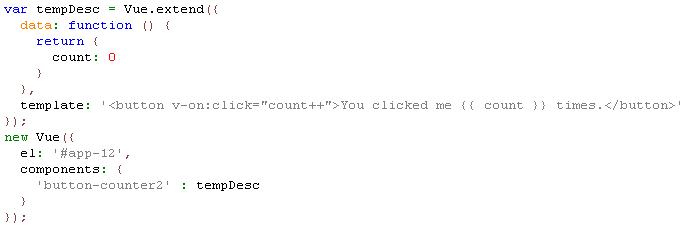 var tempDesc = Vue.extend({
  data: function () {
    return {
      count: 0
    }
  },
  template: '<button v-on:click="count++">You clicked me {{ count }} times.</button>'
});
new Vue({
  el: '#app-12',
  components: {
    'button-counter2' : tempDesc
  }
});